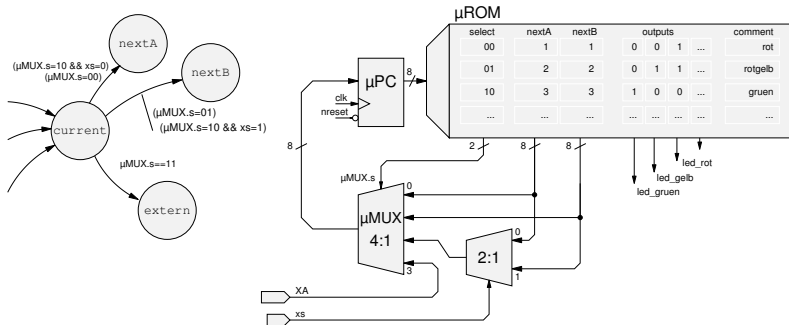 nextA
(µMUX.s=10 && xs=0)
(µMUX.s=00)
nextB
(µMUX.s=01)
(µMUX.s=10 && xs=1)
current
µMUX.s==11
extern
µROM
select nextA nextB outputs comment
00 1 1 0 0 1 ... rot
01 2 2 0 1 1 ... rotgelb
10 3 3 1 0 0 ... gruen
... ... ... ... ... ... ... ...
µPC
8
clk
nreset
8
2
8
8
led_rot
led_gelb
led_gruen
µMUX.s
0
µMUX
4:1
3
0
2:1
1
XA
xs